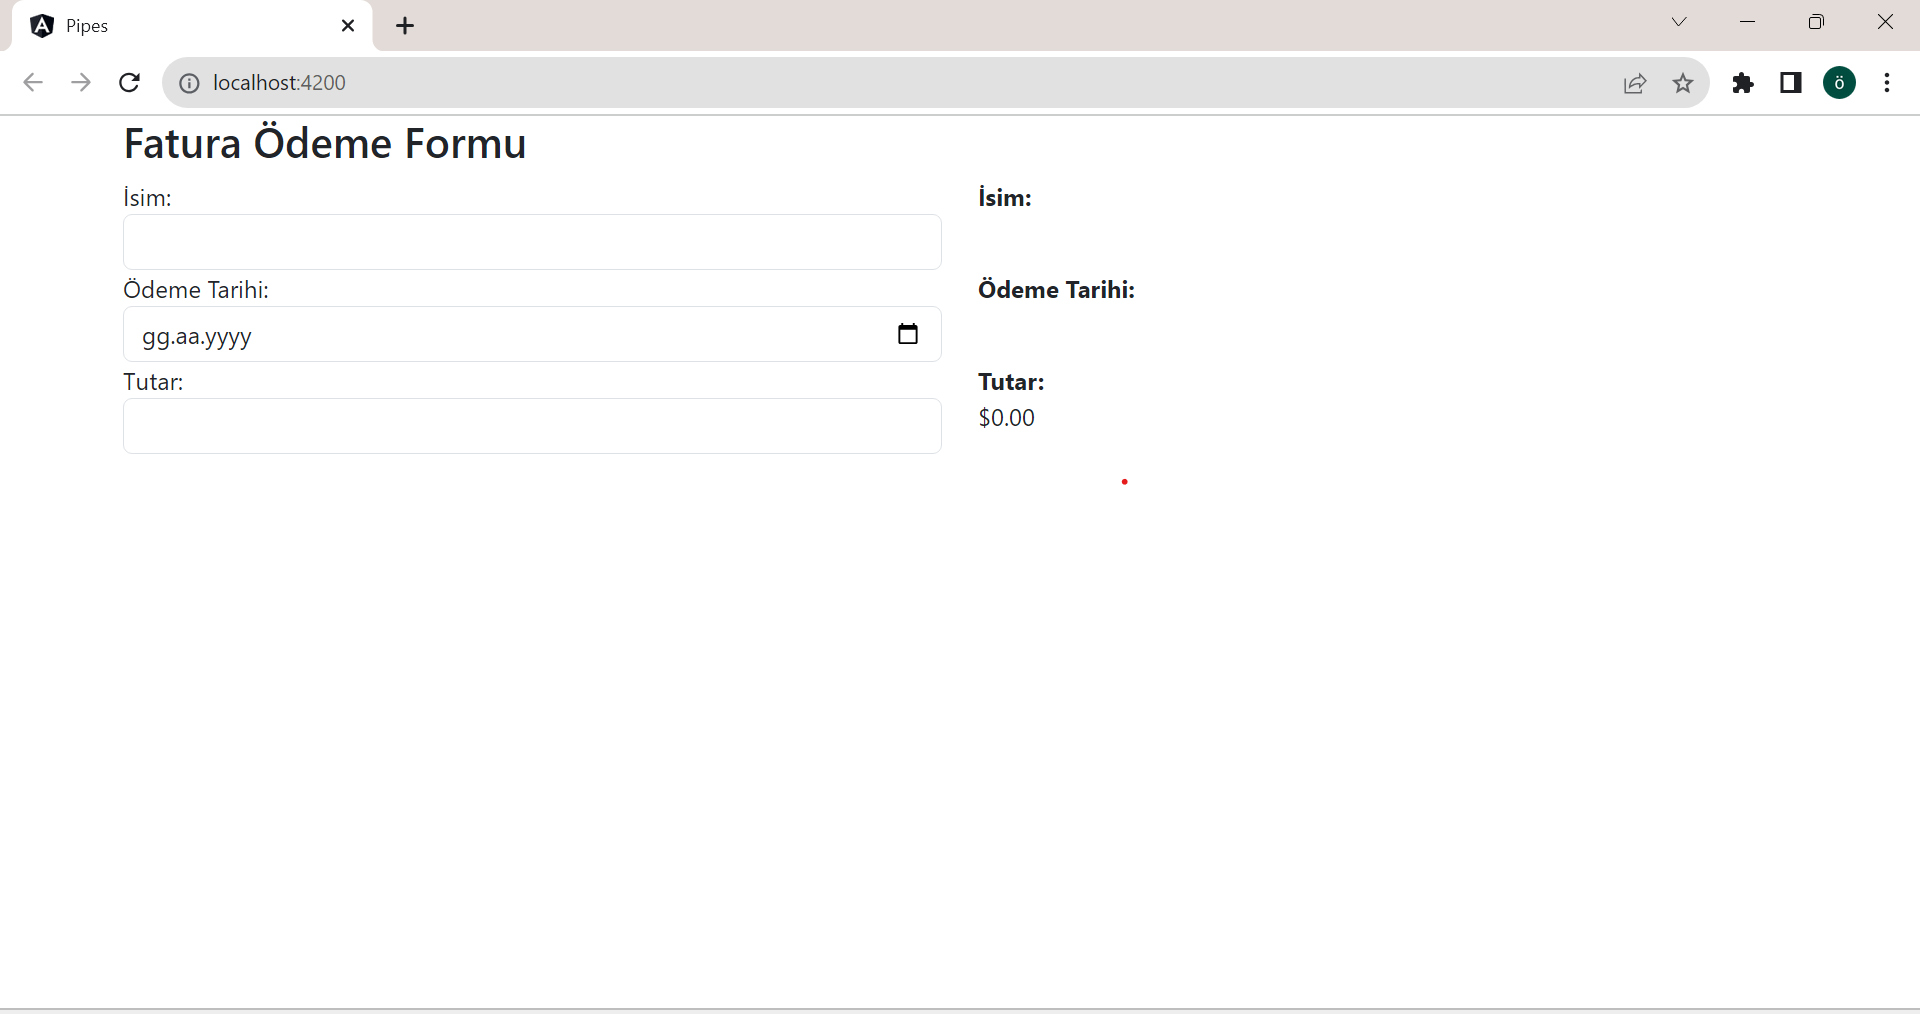 Pipes
localhost:4200
ö
Fatura Ödeme Formu
İsim:
İsim:
Ödeme Tarihi:
Ödeme Tarihi:
gg.aa.yyyy
Tutar:
Tutar:
$0.00